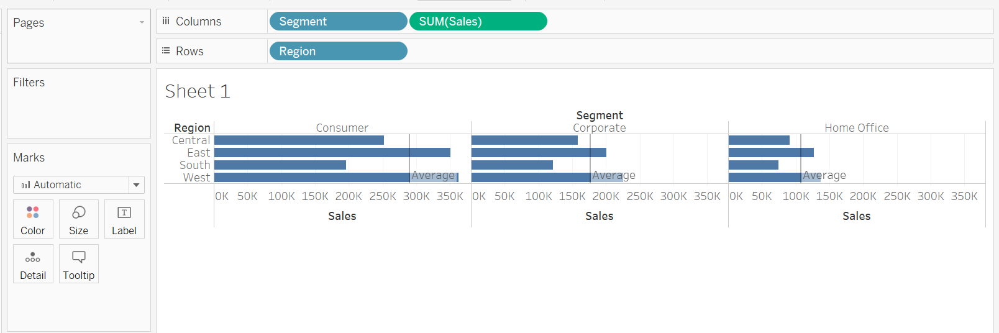 Pages
Columns
Segment
SUM(Sales)
Rows
Region
Filters
Marks
Automatic
Color
Size
Label
Detail
Tooltip
Sheet 1
Segment
Region
Consumer
Corporate
Home Office
Central
East
South
West
Average
Average
Average
0K 50K 100K 150K 200K 250K 300K 350K
0K 50K 100K 150K 200K 250K 300K 350K
0K 50K 100K 150K 200K 250K 300K 350K
Sales
Sales
Sales